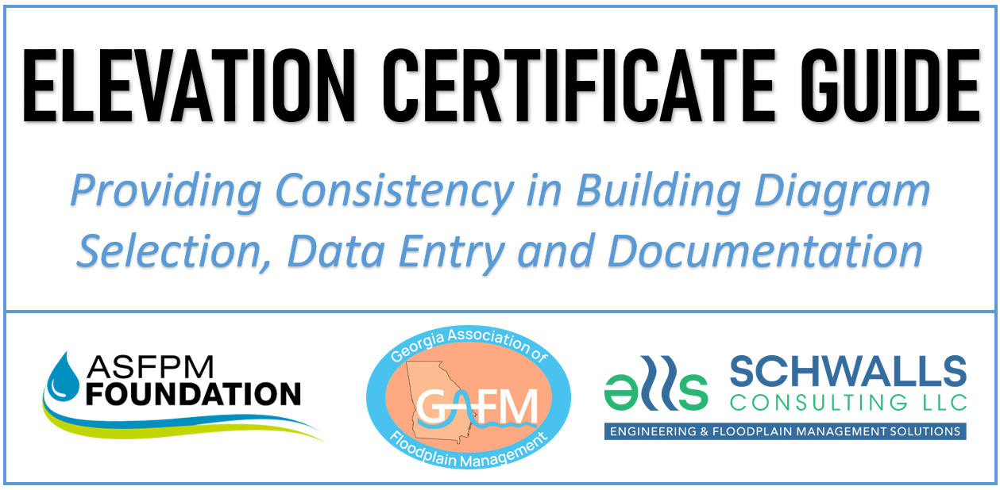 ELEVATION CERTIFICATE GUIDE
Providing Consistency in Building Diagram
Selection, Data Entry and Documentation
ASFPM
FOUNDATION
Georgia Association of
GAFM
Floodplain Management
ells
SCHWALLS
CONSULTING LLC
ENGINEERING & FLOODPLAIN MANAGEMENT SOLUTIONS